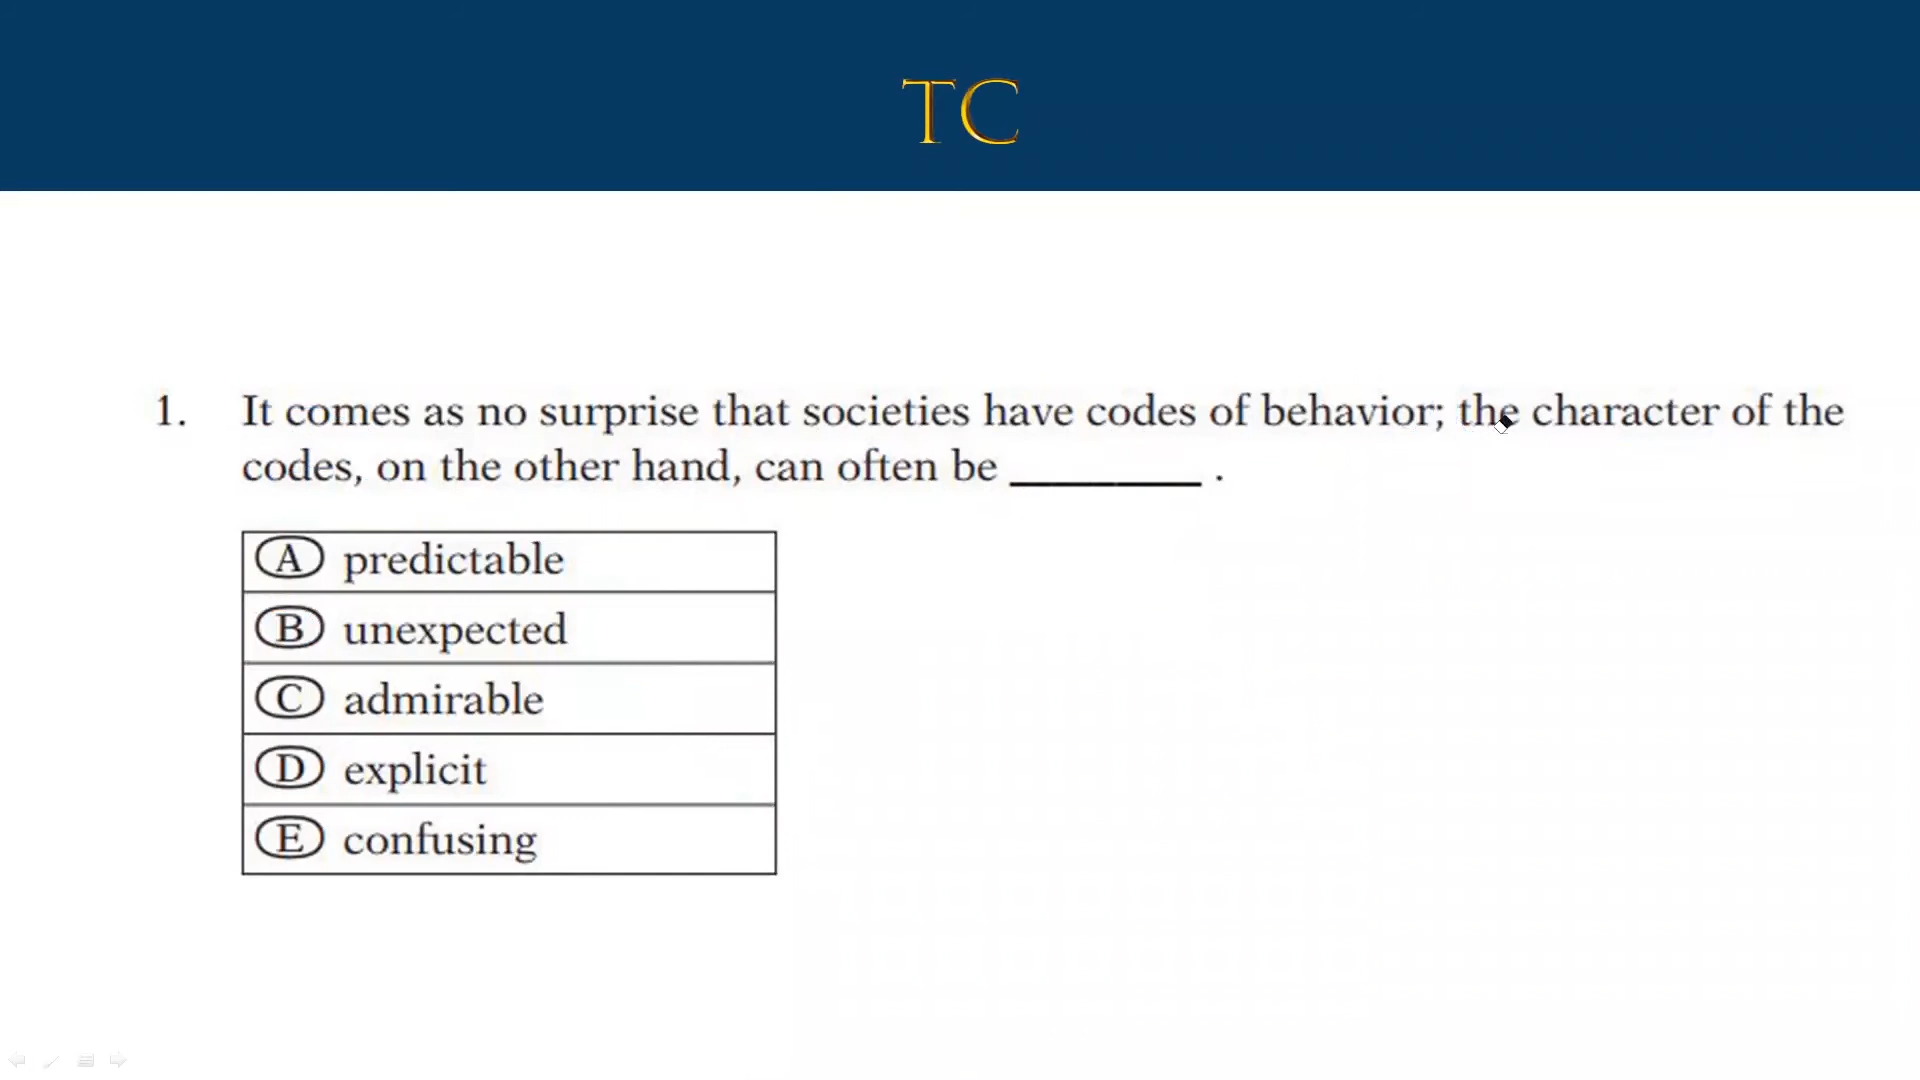 TC
1. It comes as no surprise that societies have codes of behavior; the character of the
codes, on the other hand, can often be ________ .
A predictable
B unexpected
C admirable
D explicit
E confusing